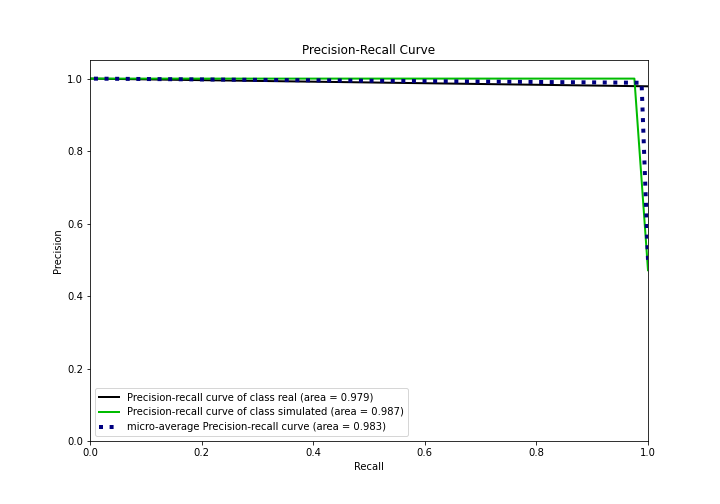 Precision-Recall Curve
1.0
0.8
0.6
0.4
0.2
0.0
Precision
Precision-recall curve of class real (area = 0.979)
Precision-recall curve of class simulated (area = 0.987)
micro-average Precision-recall curve (area = 0.983)
0.0 0.2 0.4 0.6 0.8 1.0
Recall